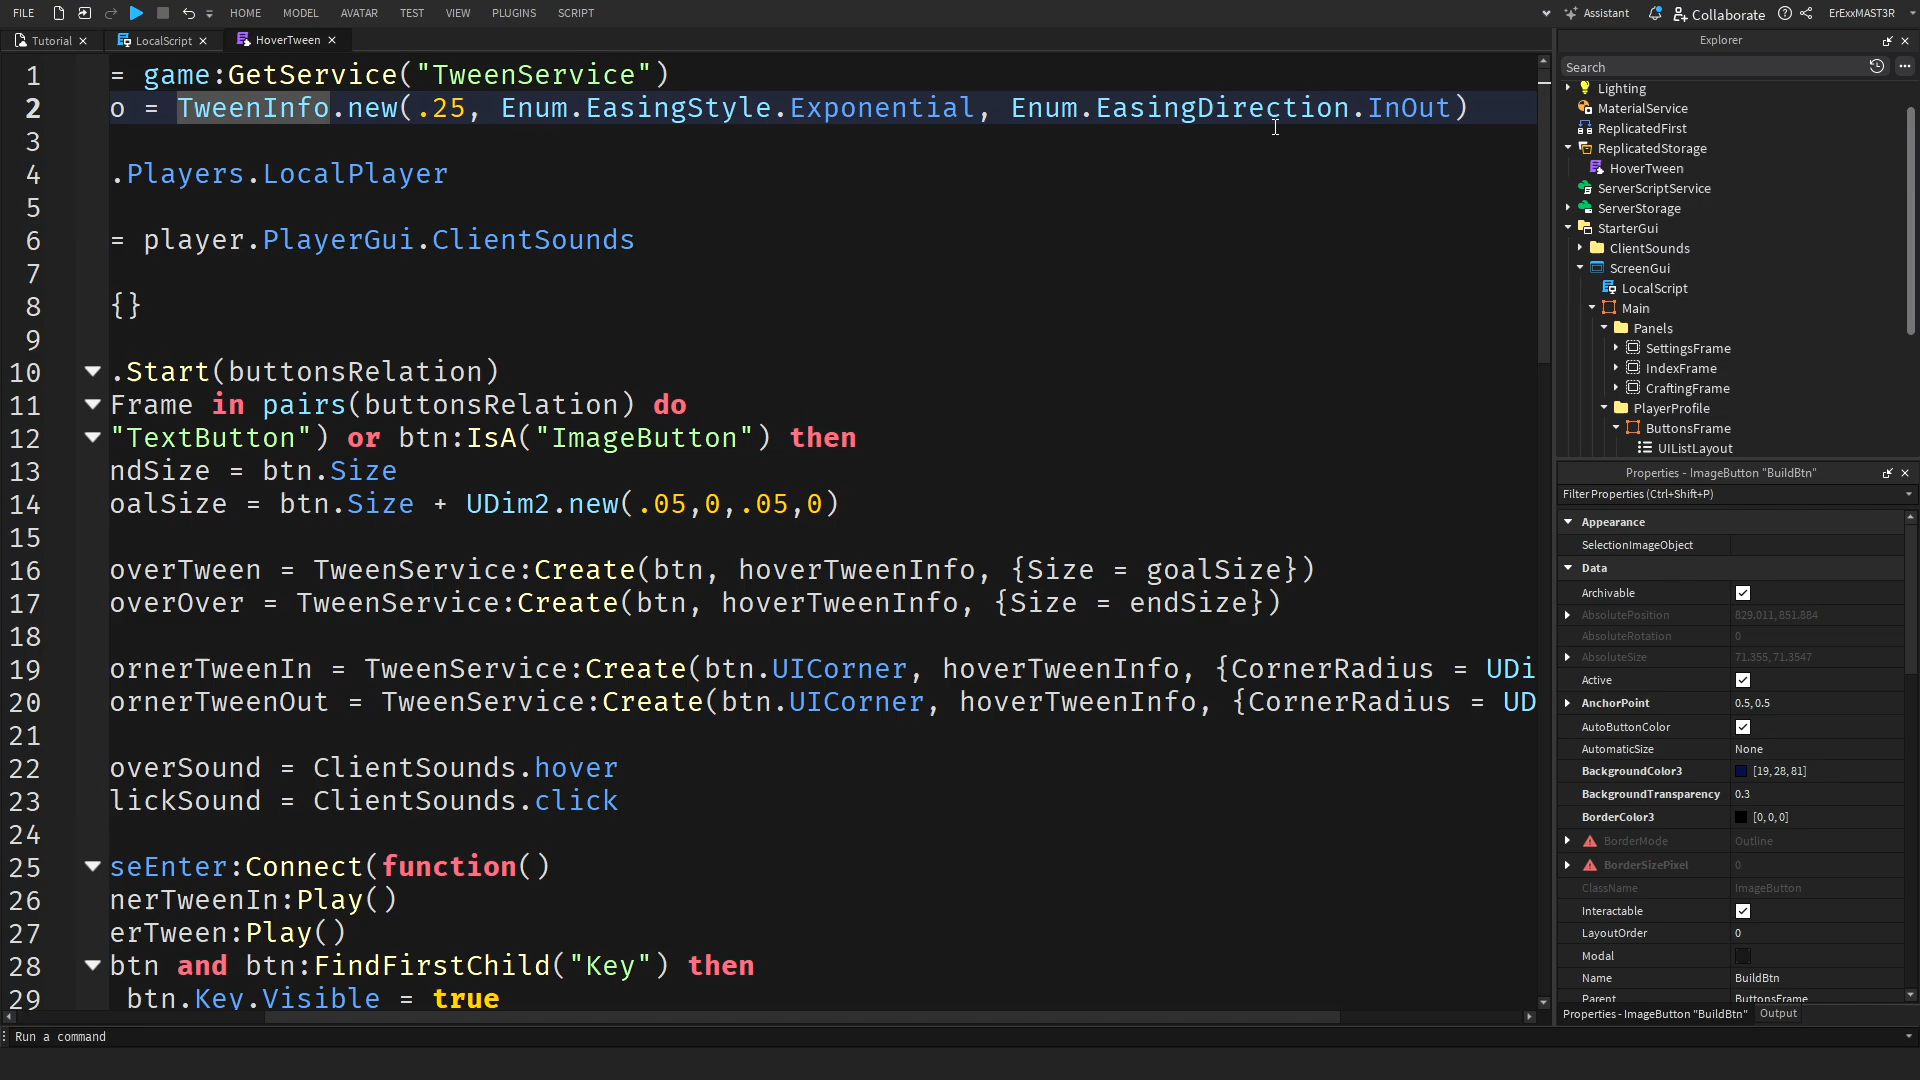 FILE HOME MODEL AVATAR TEST VIEW PLUGINS SCRIPT Assistant Collaborate ErExxMAST3R
Tutorial LocalScript HoverTween
1 = game:GetService("TweenService")
2 o = TweenInfo.new(.25, Enum.EasingStyle.Exponential, Enum.EasingDirection.InOut)
3
4 .Players.LocalPlayer
5
6 = player.PlayerGui.ClientSounds
7
8 {}
9
10 .Start(buttonsRelation)
11 Frame in pairs(buttonsRelation) do
12 "TextButton") or btn:IsA("ImageButton") then
13 ndSize = btn.Size
14 oalSize = btn.Size + UDim2.new(.05,0,.05,0)
15
16 overTween = TweenService:Create(btn, hoverTweenInfo, {Size = goalSize})
17 overOver = TweenService:Create(btn, hoverTweenInfo, {Size = endSize})
18
19 ornerTweenIn = TweenService:Create(btn.UICorner, hoverTweenInfo, {CornerRadius = UDi
20 ornerTweenOut = TweenService:Create(btn.UICorner, hoverTweenInfo, {CornerRadius = UD
21
22 overSound = ClientSounds.hover
23 lickSound = ClientSounds.click
24
25 seEnter:Connect(function()
26 nerTweenIn:Play()
27 erTween:Play()
28 btn and btn:FindFirstChild("Key") then
29 btn.Key.Visible = true
Explorer
Search
Lighting
MaterialService
ReplicatedFirst
ReplicatedStorage
HoverTween
ServerScriptService
ServerStorage
StarterGui
ClientSounds
ScreenGui
LocalScript
Main
Panels
SettingsFrame
IndexFrame
CraftingFrame
PlayerProfile
ButtonsFrame
UIListLayout
Properties - ImageButton "BuildBtn"
Filter Properties (Ctrl+Shift+P)
Appearance
SelectionImageObject
Data
Archivable
AbsolutePosition 829.011, 851.884
AbsoluteRotation 0
AbsoluteSize 71.355, 71.3547
Active
AnchorPoint 0.5, 0.5
AutoButtonColor
AutomaticSize None
BackgroundColor3 [19, 28, 81]
BackgroundTransparency 0.3
BorderColor3 [0, 0, 0]
BorderMode Outline
BorderSizePixel 0
ClassName ImageButton
Interactable
LayoutOrder 0
Modal
Name BuildBtn
Parent ButtonsFrame
Properties - ImageButton "BuildBtn" Output
Run a command